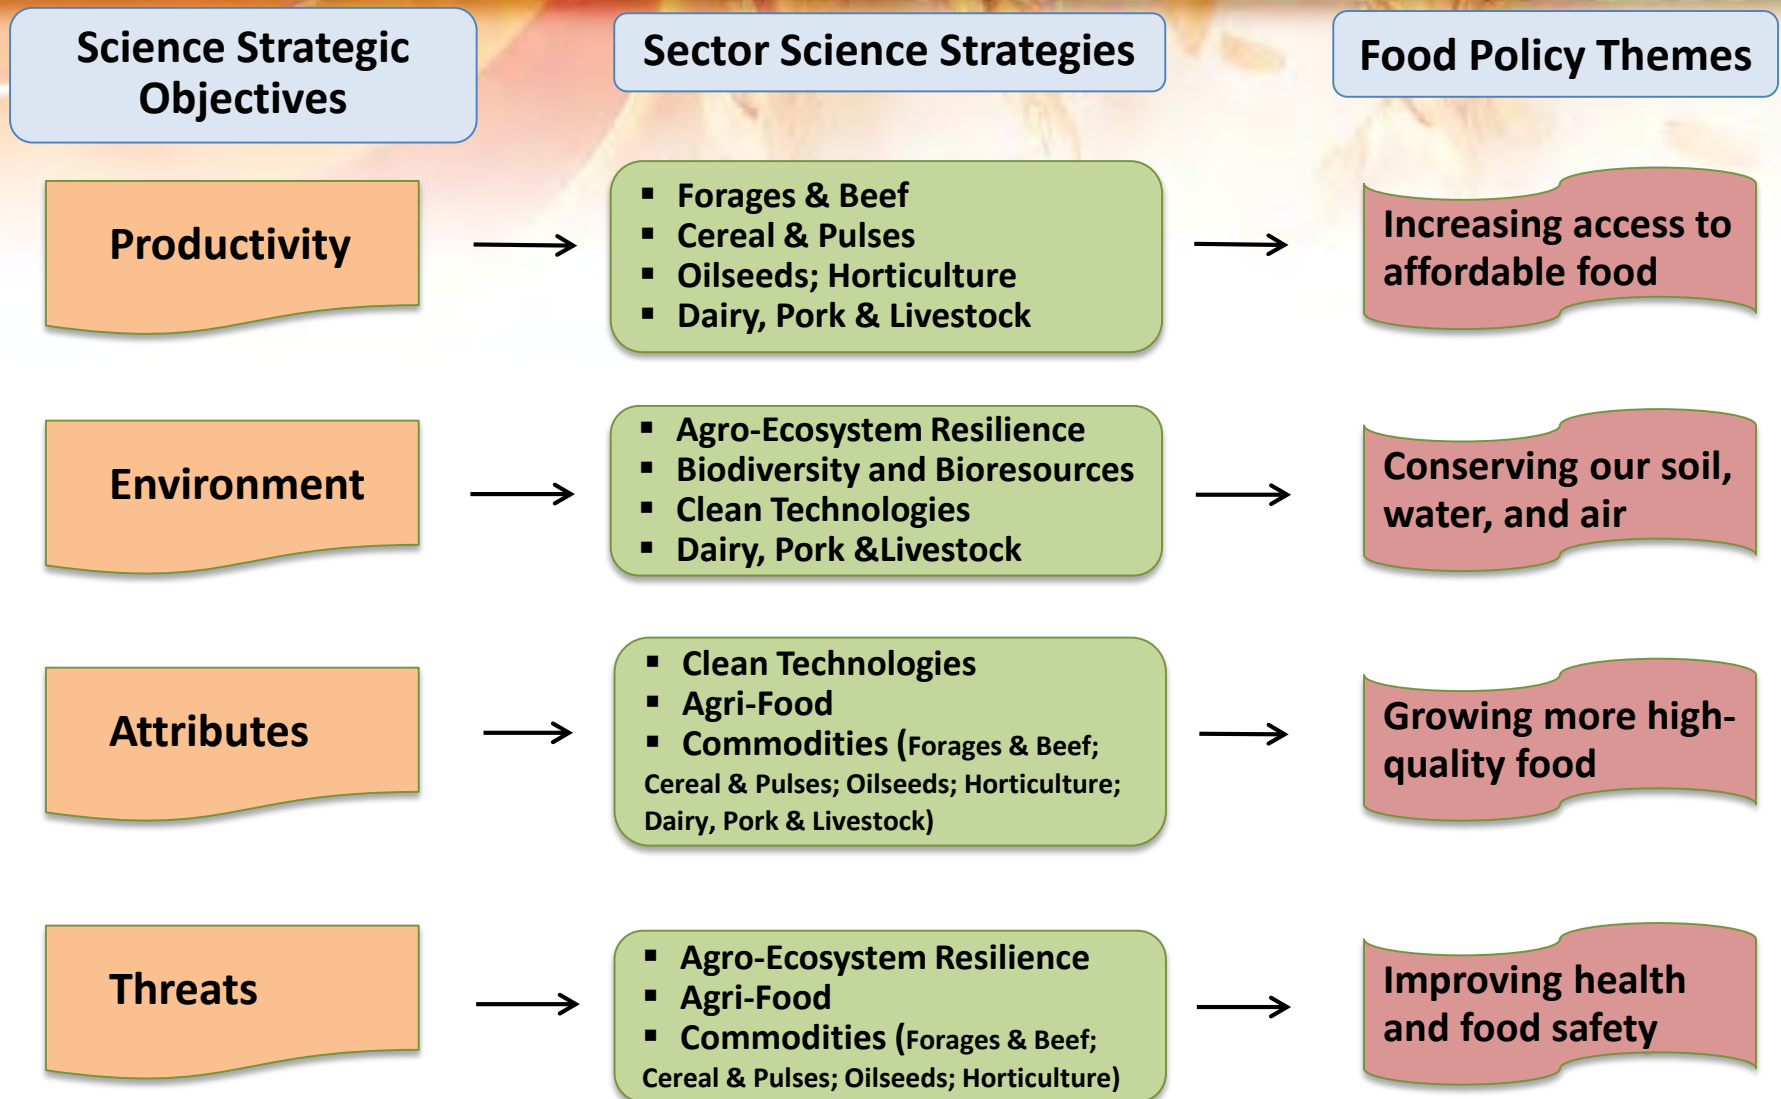 Science Strategic
Objectives
Sector Science Strategies
Food Policy Themes
Productivity
▪ Forages & Beef
▪ Cereal & Pulses
▪ Oilseeds; Horticulture
▪ Dairy, Pork & Livestock
Increasing access to
affordable food
Environment
▪ Agro-Ecosystem Resilience
▪ Biodiversity and Bioresources
▪ Clean Technologies
▪ Dairy, Pork &Livestock
Conserving our soil,
water, and air
Attributes
▪ Clean Technologies
▪ Agri-Food
▪ Commodities (Forages & Beef;
Cereal & Pulses; Oilseeds; Horticulture;
Dairy, Pork & Livestock)
Growing more high-
quality food
Threats
▪ Agro-Ecosystem Resilience
▪ Agri-Food
▪ Commodities (Forages & Beef;
Cereal & Pulses; Oilseeds; Horticulture)
Improving health
and food safety